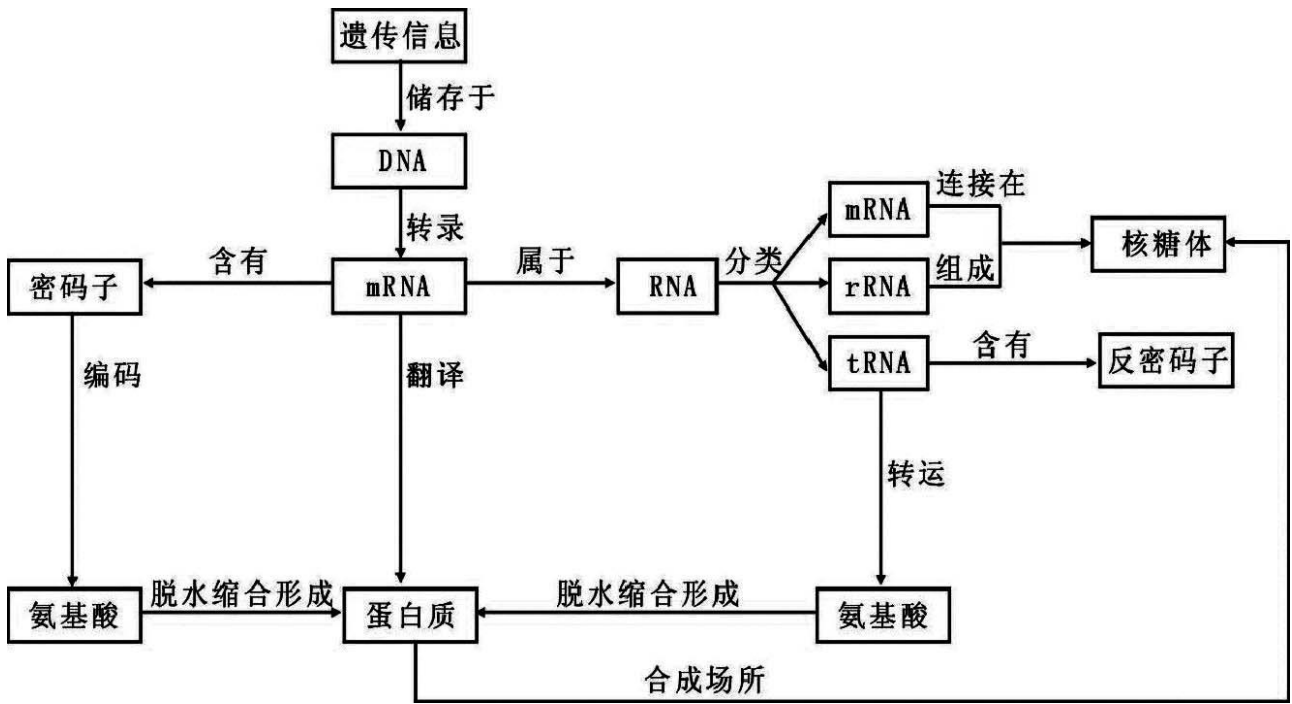 遗传信息
储存于
DNA
转录
mRNA
含有
密码子
属于
RNA
分类
mRNA
连接在
rRNA
组成
核糖体
tRNA
含有
反密码子
编码
翻译
转运
氨基酸
脱水缩合形成
蛋白质
脱水缩合形成
氨基酸
合成场所